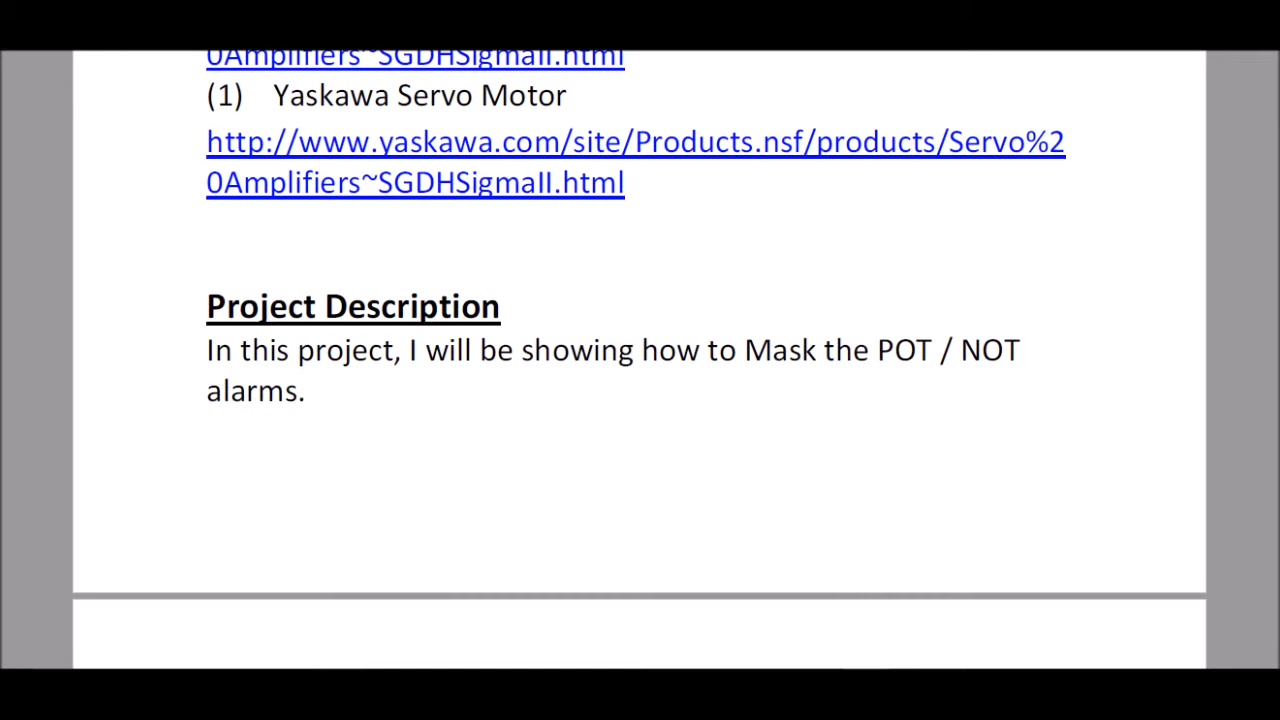 0Amplifiers~SGDHSigmaII.html
(1) Yaskawa Servo Motor
http://www.yaskawa.com/site/Products.nsf/products/Servo%2
0Amplifiers~SGDHSigmaII.html
Project Description
In this project, I will be showing how to Mask the POT / NOT
alarms.